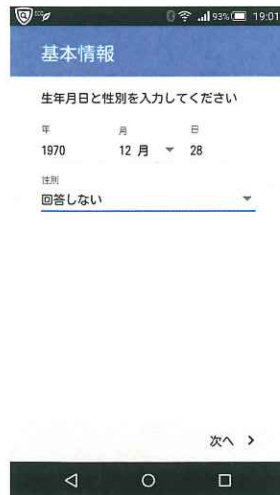 93% 19:01
基本情報
生年月日と性別を入力してください
年 月 日
1970 12 月 28
性別
回答しない
次へ